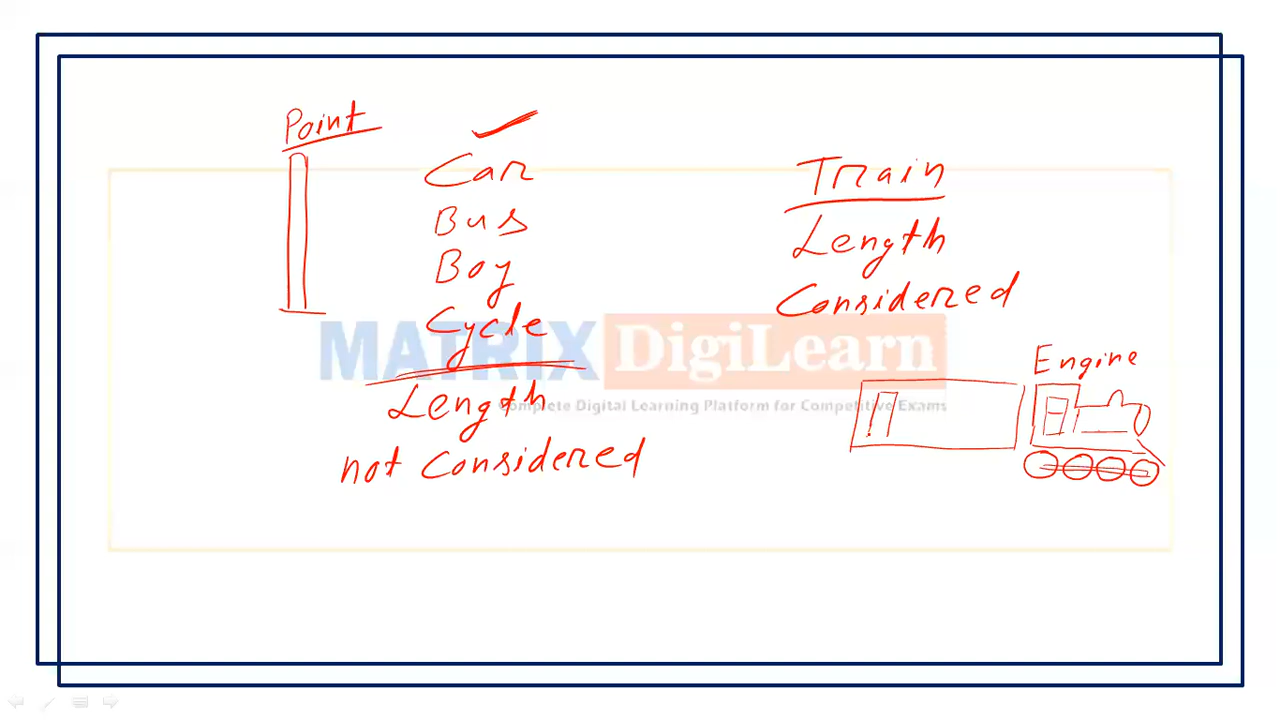 Point
Car
Bus
Boy
Cycle
Length
not Considered
Train
Length
Considered
Engine
MATRIX DigiLearn
Complete Digital Learning Platform for Competitive Exams